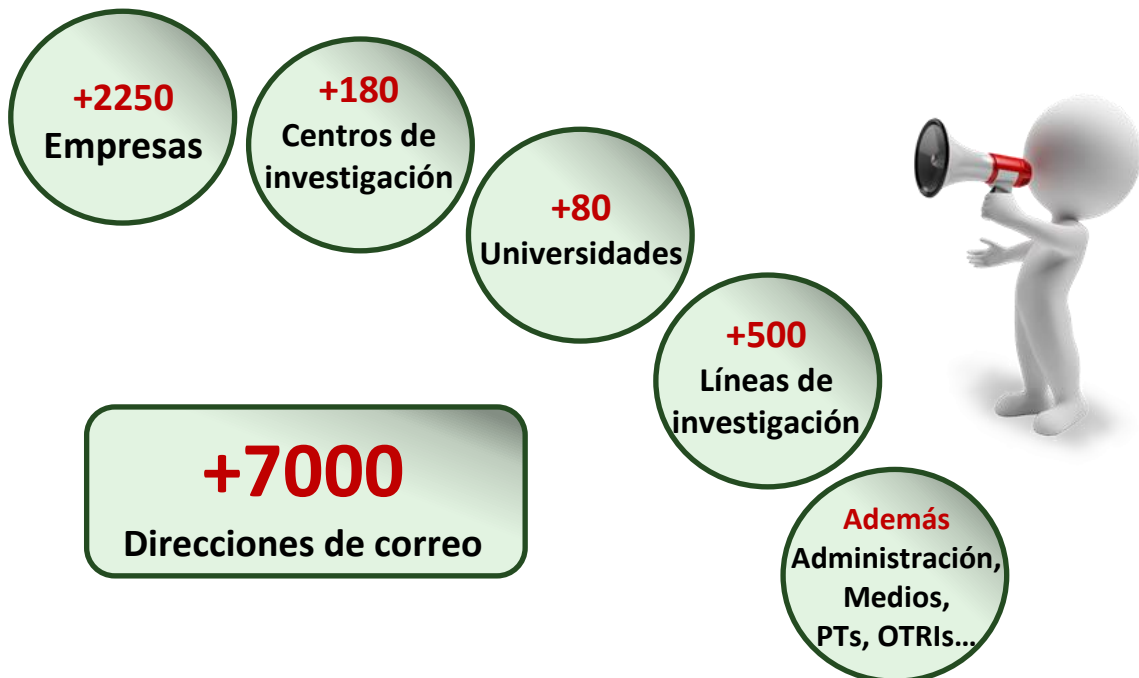 +2250
Empresas
+180
Centros de
investigación
+80
Universidades
+500
Líneas de
investigación
+7000
Direcciones de correo
Además
Administración,
Medios,
PTs, OTRIs...